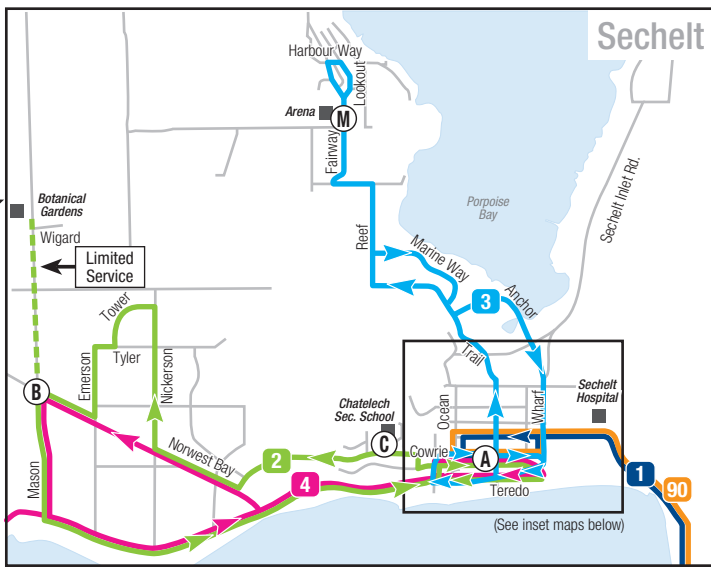 Sechelt
Harbour Way
Lookout
Arena
M
Fairway
Sechelt Inlet Rd.
Botanical
Gardens
Porpoise
Bay
Wigard
Reef
Limited
Service
Marine Way
Tower
3
Anchor
Trail
Emerson
Tyler
Nickerson
B
Ocean
Wharf
Sechelt
Hospital
Chatelech
Sec. School
C
Cowrie
A
Norwest Bay
2
Mason
4
Teredo
1
90
(See inset maps below)